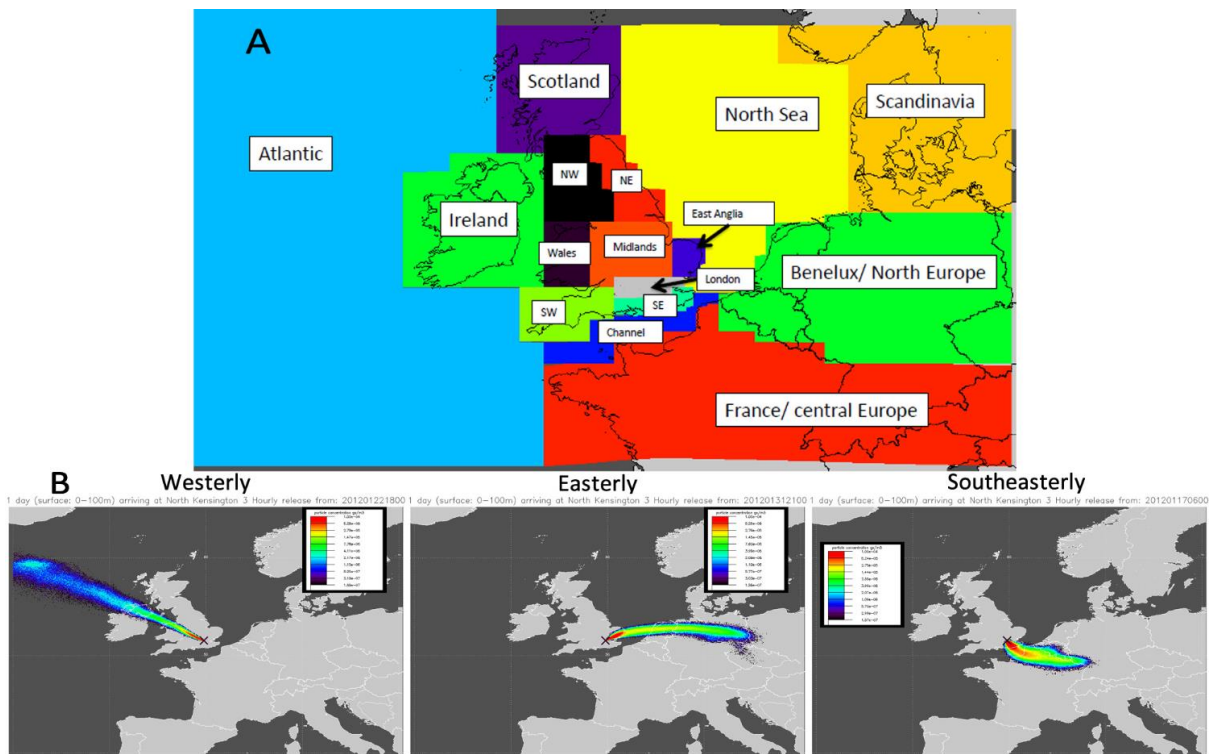 A
Scotland
Atlantic
North Sea
Scandinavia
NW
NE
Ireland
East Anglia
Wales
Midlands
London
Benelux/ North Europe
SW
SE
Channel
France/ central Europe
B
Westerly
Easterly
Southeasterly
1 day (surface: 0-100m) arriving at North Kensington 3 Hourly release from: 201201221800
1 day (surface: 0-100m) arriving at North Kensington 3 Hourly release from: 201201312100
1 day (surface: 0-100m) arriving at North Kensington 3 Hourly release from: 201201170600